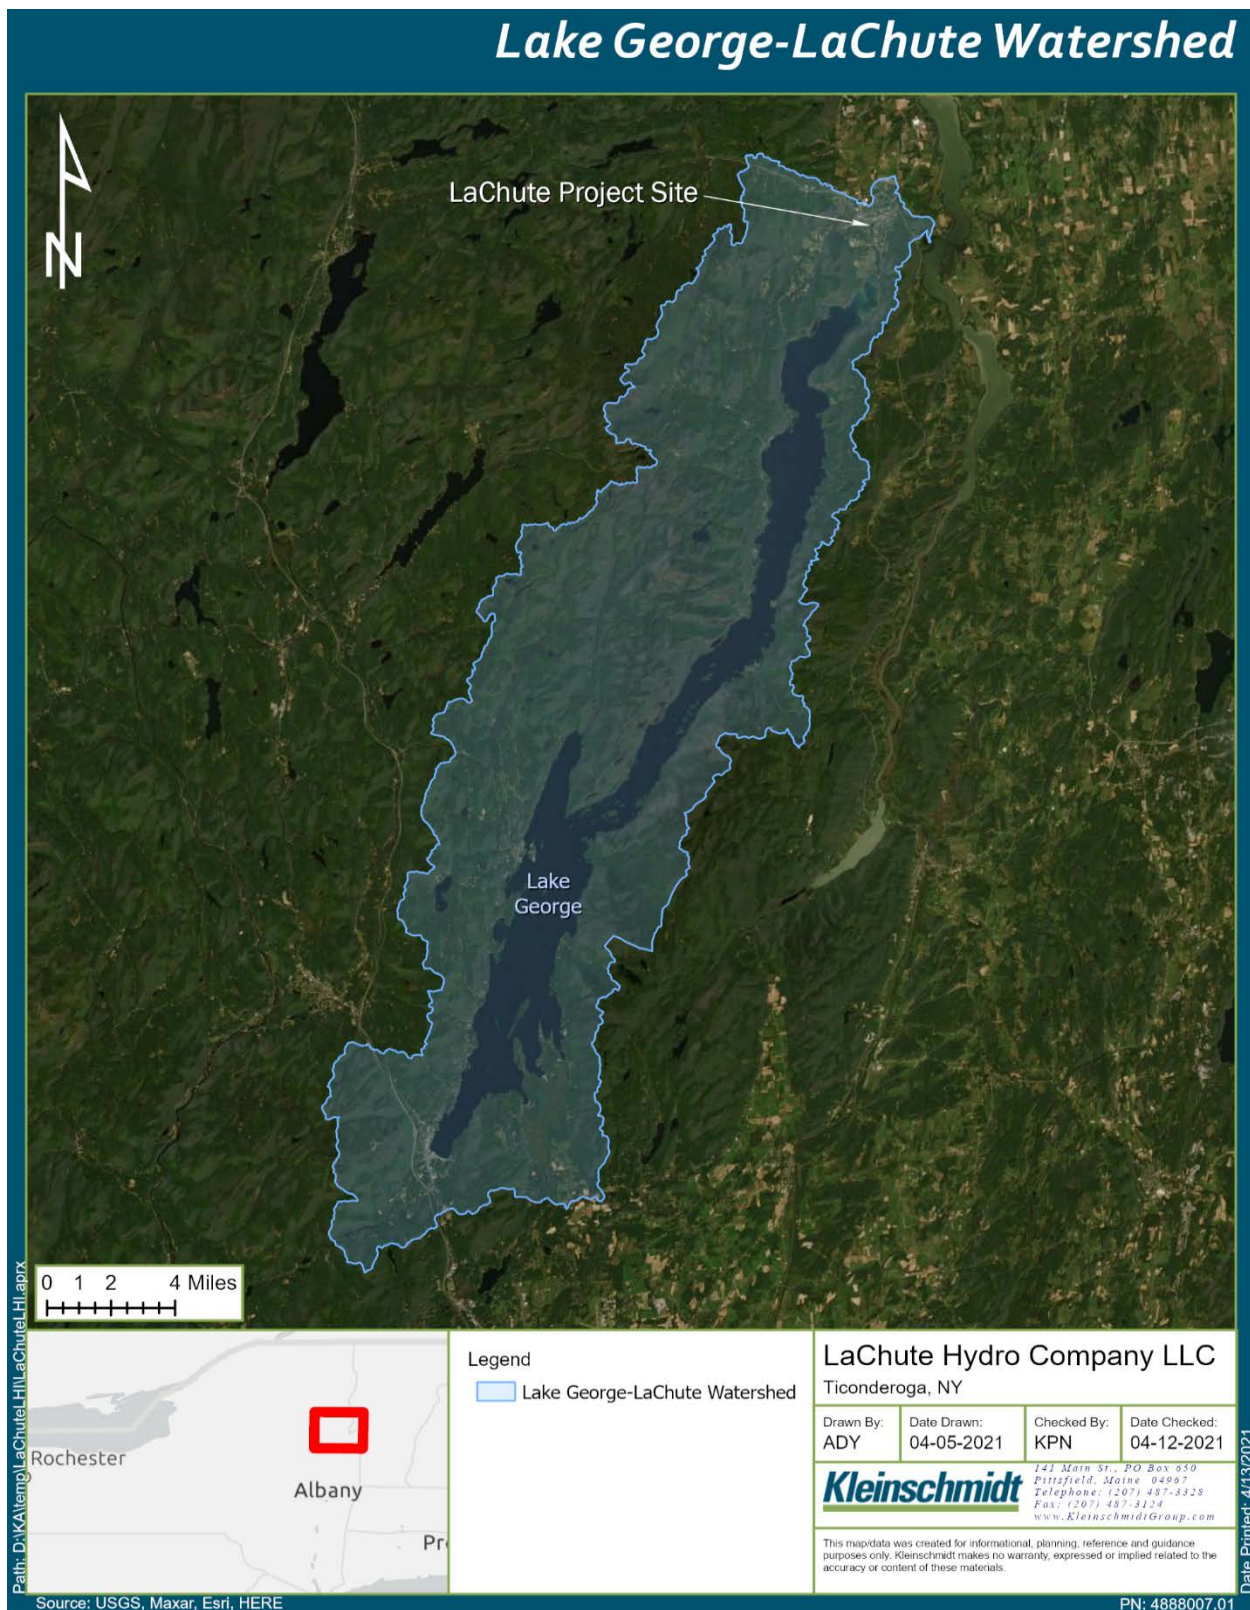 Lake George-LaChute Watershed
N
LaChute Project Site
Lake
George
0 1 2 4 Miles
Rochester
Albany
Pr
Legend
Lake George-LaChute Watershed
LaChute Hydro Company LLC
Ticonderoga, NY
Drawn By:
ADY
Date Drawn:
04-05-2021
Checked By:
KPN
Date Checked:
04-12-2021
Kleinschmidt
141 Main St., PO Box 650
Pittsfield, Maine 04967
Telephone: (207) 487-3328
Fax: (207) 487-3124
www.KleinschmidtGroup.com
This map/data was created for informational, planning, reference and guidance
purposes only. Kleinschmidt makes no warranty, expressed or implied related to the
accuracy or content of these materials.
Path: D:\KA\temp\LaChuteLHI\LaChuteLHI.aprx
Date Printed: 4/13/2021
Source: USGS, Maxar, Esri, HERE
PN: 4888007.01